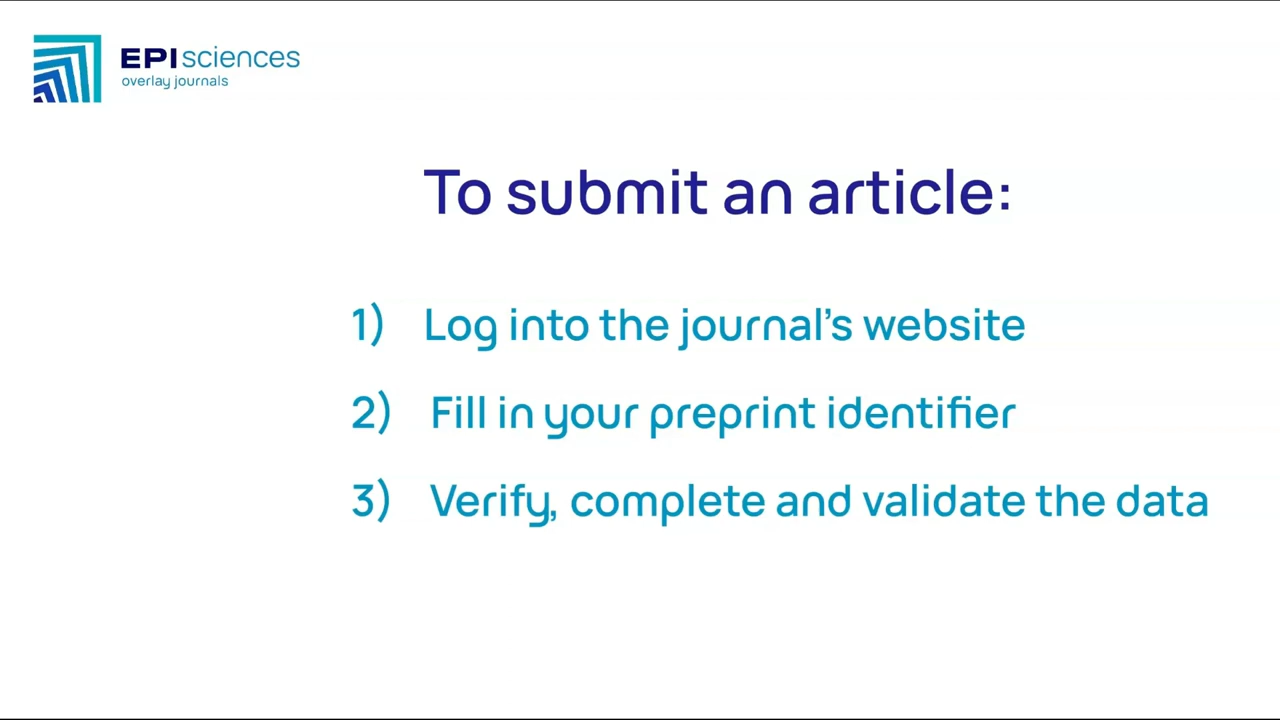 EPIsciences
overlay journals
To submit an article:
1) Log into the journal’s website
2) Fill in your preprint identifier
3) Verify, complete and validate the data